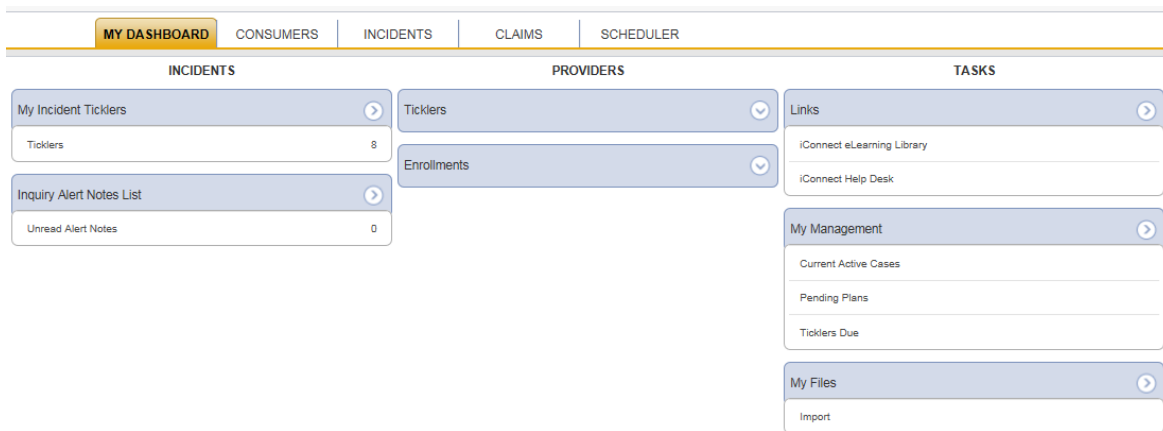 MY DASHBOARD CONSUMERS INCIDENTS CLAIMS SCHEDULER
INCIDENTS
My Incident Ticklers
Ticklers 8
Inquiry Alert Notes List
Unread Alert Notes 0
PROVIDERS
Ticklers
Enrollments
TASKS
Links
iConnect eLearning Library
iConnect Help Desk
My Management
Current Active Cases
Pending Plans
Ticklers Due
My Files
Import